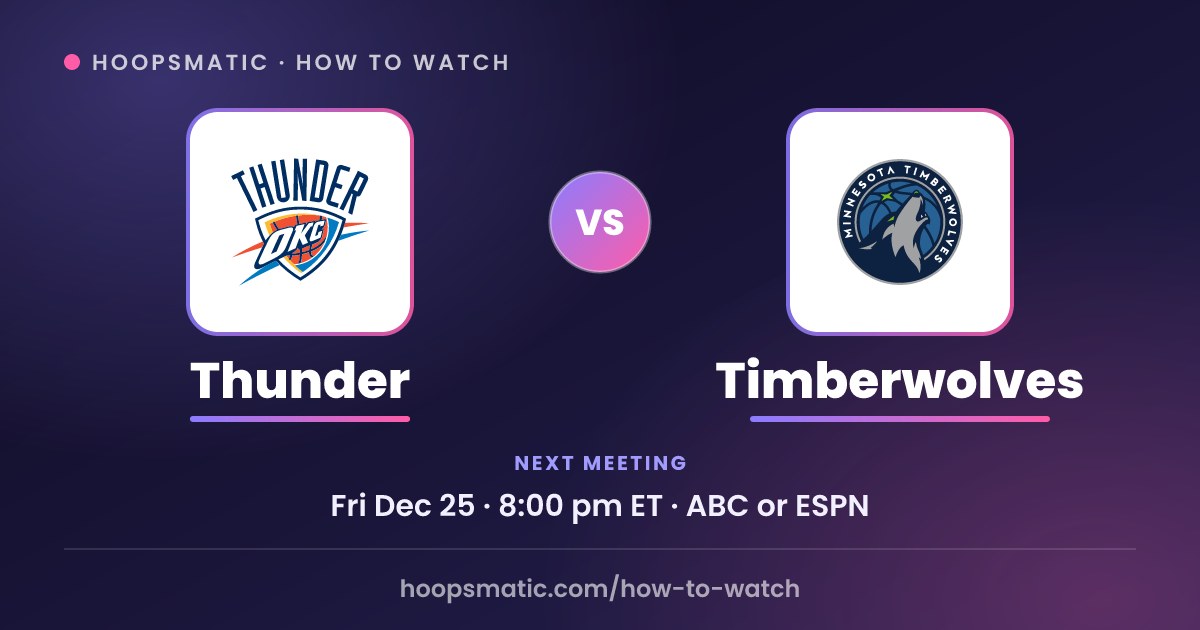 HOOPSMATIC · HOW TO WATCH
THUNDER
OKC
VS
MINNESOTA TIMBERWOLVES
Thunder
Timberwolves
NEXT MEETING
Fri Dec 25 · 8:00 pm ET · ABC or ESPN
hoopsmatic.com/how-to-watch